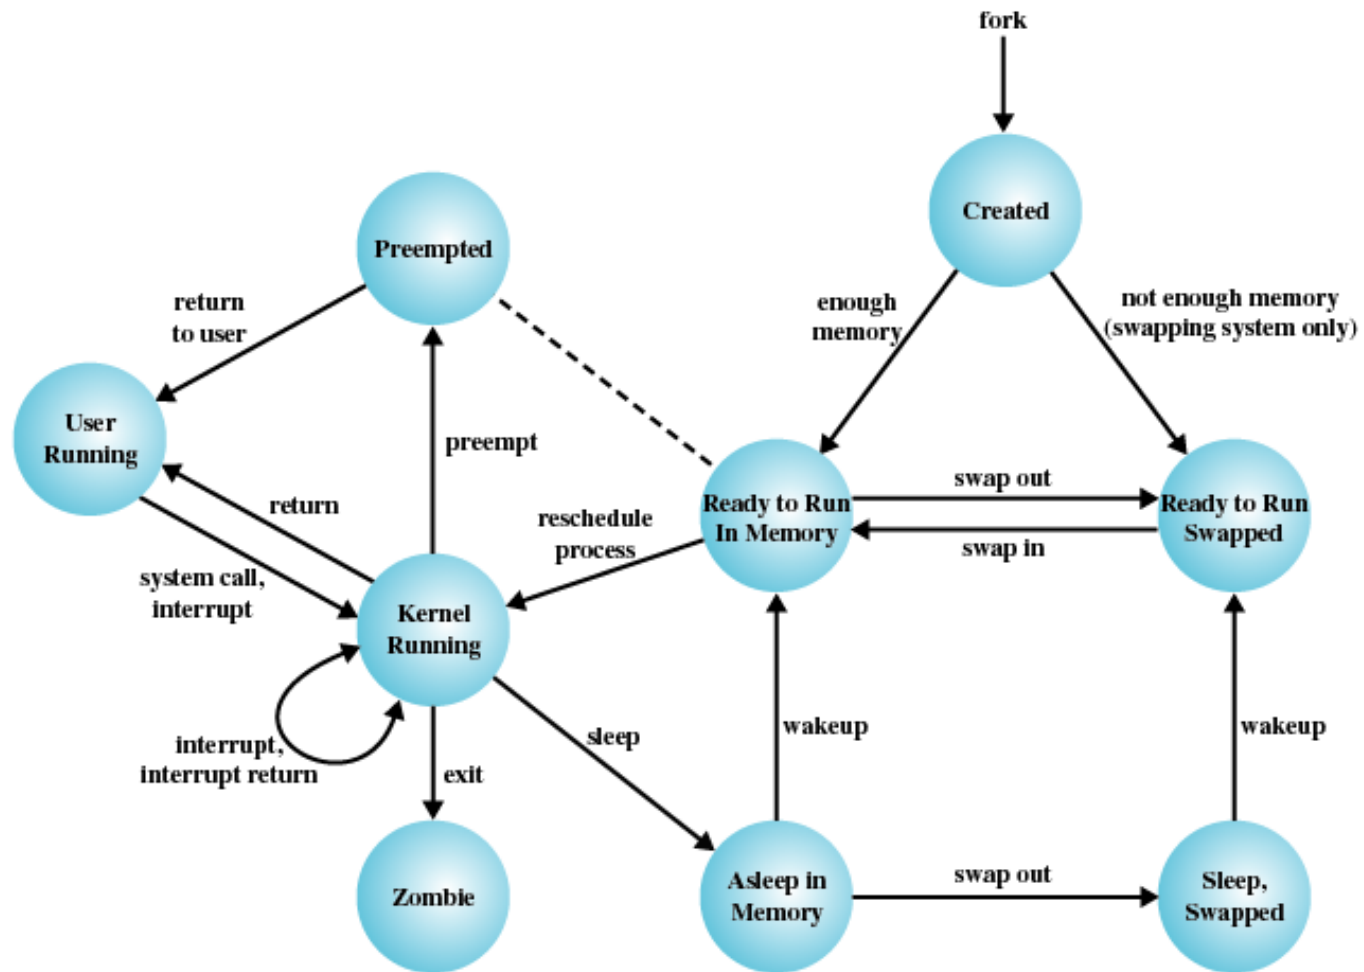 fork
Created
Preempted
enough
memory
not enough memory
(swapping system only)
return
to user
User
Running
preempt
return
reschedule
process
Ready to Run
In Memory
swap out
swap in
Ready to Run
Swapped
system call,
interrupt
Kernel
Running
interrupt,
interrupt return
exit
sleep
wakeup
wakeup
Zombie
Asleep in
Memory
swap out
Sleep,
Swapped